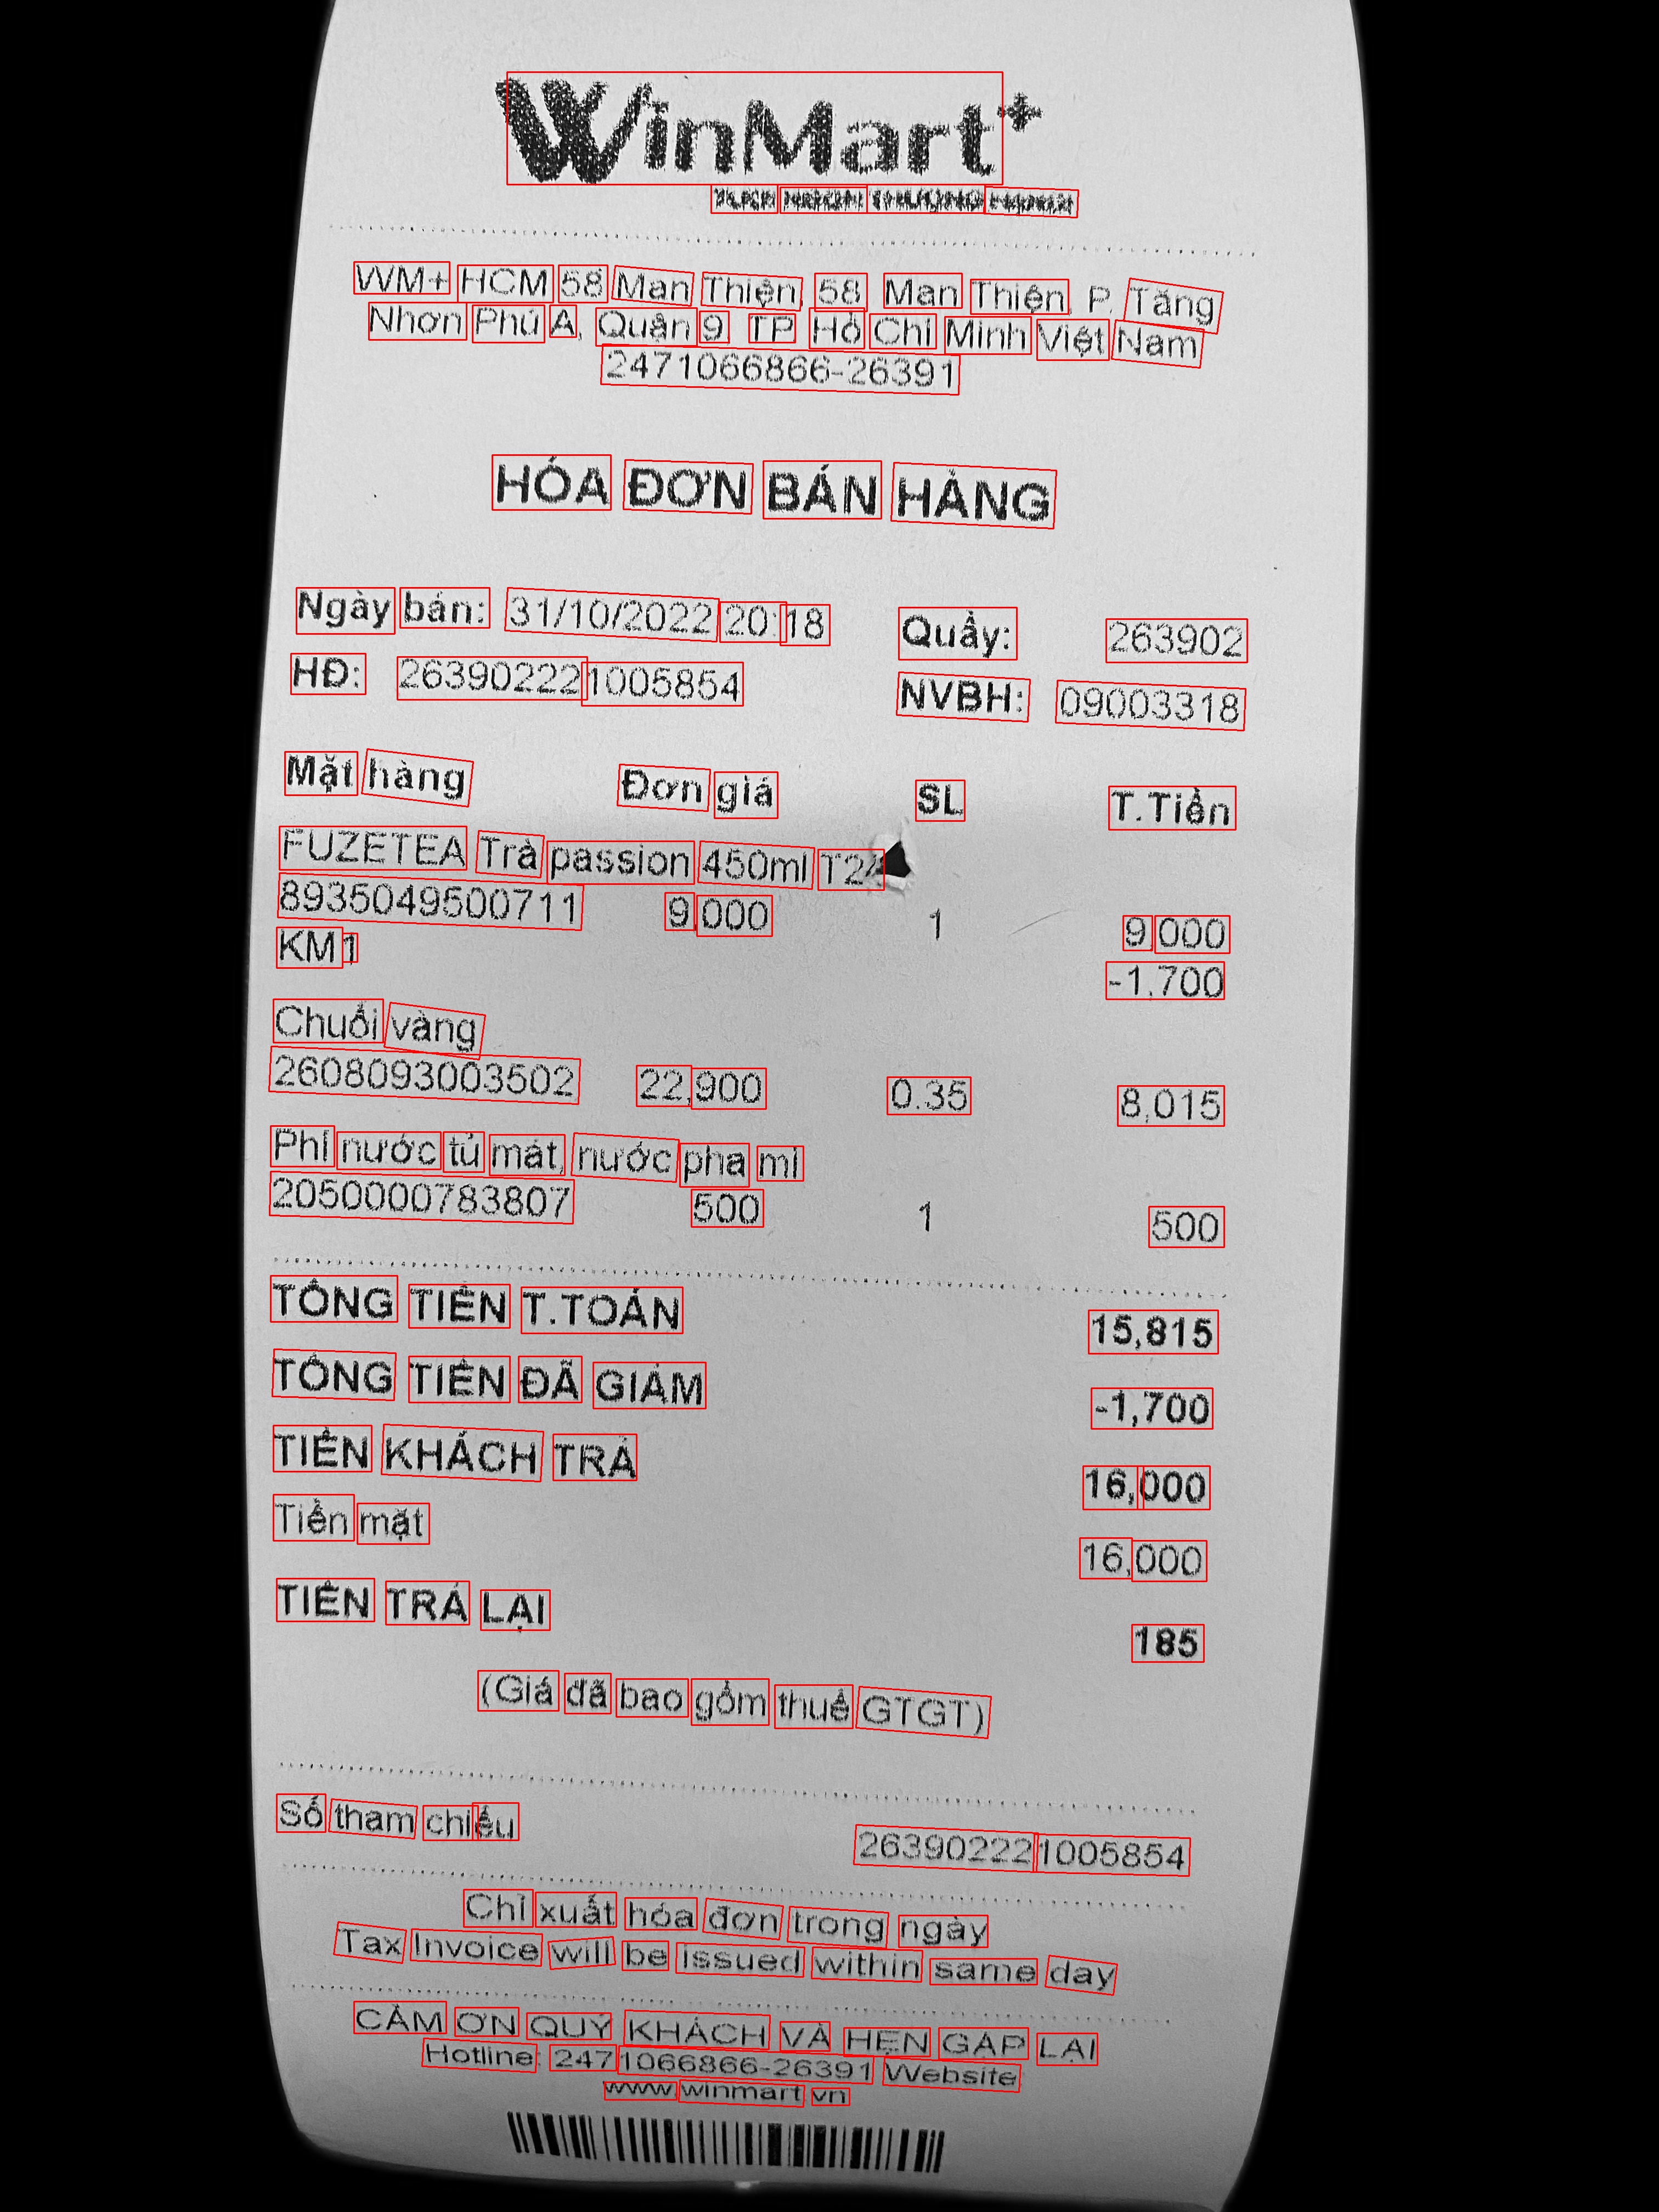 WinMart+
WM+ HCM 58 Man Thiện, 58 Man Thiện, P. Tăng
Nhơn Phú A, Quận 9 TP Hồ Chí Minh Việt Nam
2471066866-26391
HÓA ĐƠN BÁN HÀNG
Ngày bán: 31/10/2022 20:18 Quầy: 263902
HĐ: 263902221005854 NVBH: 09003318
Mặt hàng Đơn giá SL T.Tiền
FUZETEA Trà passion 450ml T24
8935049500711 9,000 1 9,000
KM1 -1,700
Chuối vàng
2608093003502 22,900 0.35 8,015
Phí nước tủ mát, nước pha mì
2050000783807 500 1 500
TỔNG TIỀN T.TOÁN 15,815
TỔNG TIỀN ĐÃ GIẢM -1,700
TIỀN KHÁCH TRẢ 16,000
Tiền mặt 16,000
TIỀN TRẢ LẠI 185
(Giá đã bao gồm thuế GTGT)
Số tham chiếu 263902221005854
Chỉ xuất hóa đơn trong ngày
Tax Invoice will be issued within same day
CẢM ƠN QUÝ KHÁCH VÀ HẸN GẶP LẠI
Hotline: 2471066866-26391 Website
www.winmart.vn